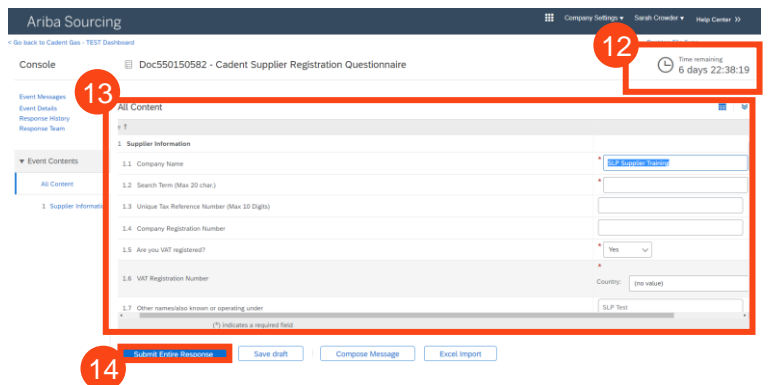 Ariba Sourcing
Company Settings ▾ Sarah Crowder ▾ Help Center »
< Go back to Cadent Gas - TEST Dashboard
12
Console
Doc550150582 - Cadent Supplier Registration Questionnaire
Time remaining
6 days 22:38:19
Event Messages
Event Details
Response History
Response Team
13
All Content
▾ Event Contents
All Content
1 Supplier Informatio
1 Supplier Information
1.1 Company Name
* SLP Supplier Training
1.2 Search Term (Max 20 char.)
*
1.3 Unique Tax Reference Number (Max 10 Digits)
1.4 Company Registration Number
1.5 Are you VAT registered?
* Yes
1.6 VAT Registration Number
*
Country: (no value)
1.7 Other names/also known or operating under
SLP Test
(*) indicates a required field
14
Submit Entire Response
Save draft
Compose Message
Excel Import